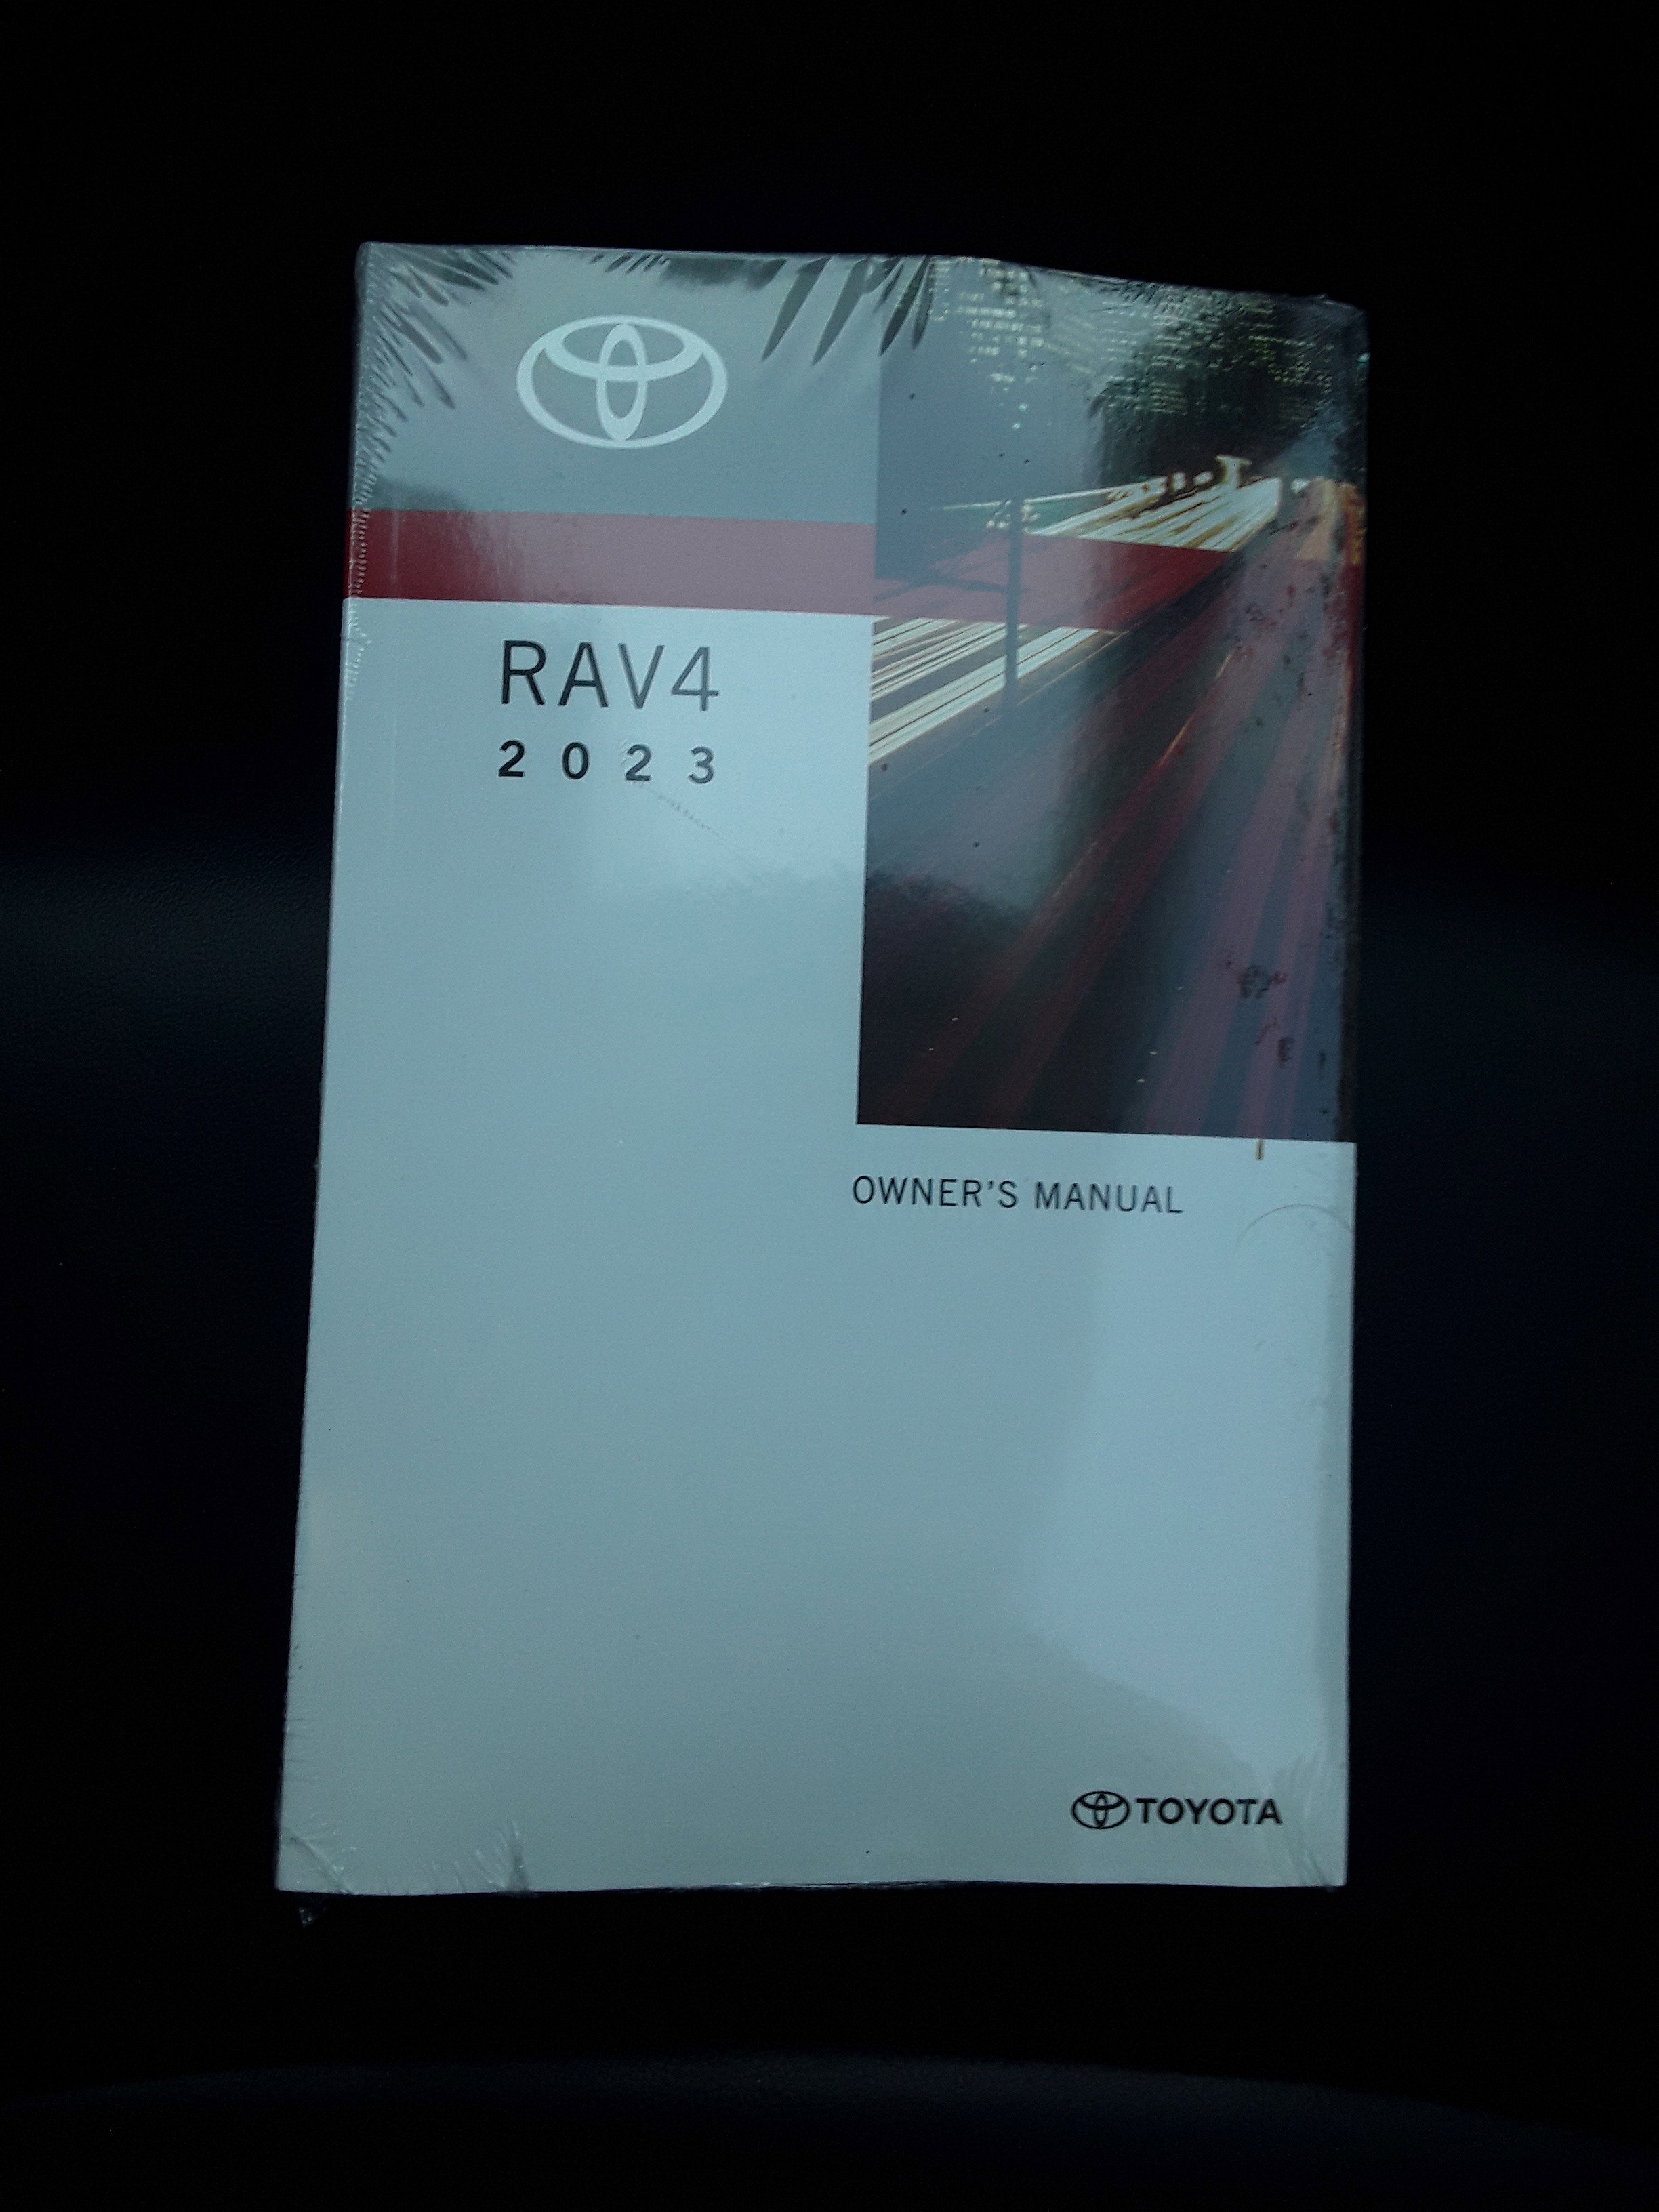 RAV4
2023
OWNER'S MANUAL
TOYOTA